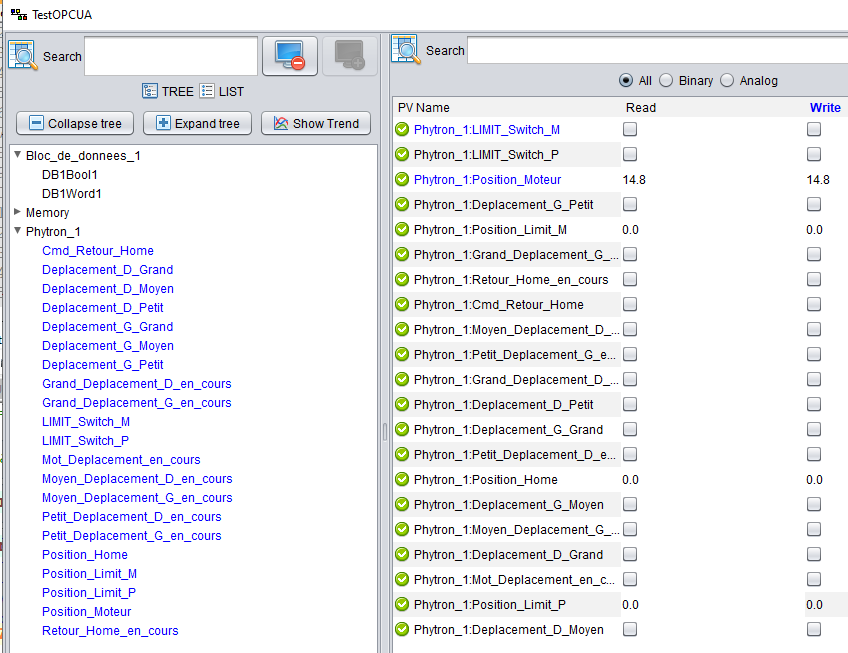 TestOPCUA
Search
TREE LIST
Collapse tree Expand tree Show Trend
Bloc_de_donnees_1
DB1Bool1
DB1Word1
Memory
Phytron_1
Cmd_Retour_Home
Deplacement_D_Grand
Deplacement_D_Moyen
Deplacement_D_Petit
Deplacement_G_Grand
Deplacement_G_Moyen
Deplacement_G_Petit
Grand_Deplacement_D_en_cours
Grand_Deplacement_G_en_cours
LIMIT_Switch_M
LIMIT_Switch_P
Mot_Deplacement_en_cours
Moyen_Deplacement_D_en_cours
Moyen_Deplacement_G_en_cours
Petit_Deplacement_D_en_cours
Petit_Deplacement_G_en_cours
Position_Home
Position_Limit_M
Position_Limit_P
Position_Moteur
Retour_Home_en_cours
Search
All Binary Analog
PV Name Read Write
Phytron_1:LIMIT_Switch_M
Phytron_1:LIMIT_Switch_P
Phytron_1:Position_Moteur 14.8 14.8
Phytron_1:Deplacement_G_Petit
Phytron_1:Position_Limit_M 0.0 0.0
Phytron_1:Grand_Deplacement_G_...
Phytron_1:Retour_Home_en_cours
Phytron_1:Cmd_Retour_Home
Phytron_1:Moyen_Deplacement_D_...
Phytron_1:Petit_Deplacement_G_e...
Phytron_1:Grand_Deplacement_D_...
Phytron_1:Deplacement_D_Petit
Phytron_1:Deplacement_G_Grand
Phytron_1:Petit_Deplacement_D_e...
Phytron_1:Position_Home 0.0 0.0
Phytron_1:Deplacement_G_Moyen
Phytron_1:Moyen_Deplacement_G_...
Phytron_1:Deplacement_D_Grand
Phytron_1:Mot_Deplacement_en_c...
Phytron_1:Position_Limit_P 0.0 0.0
Phytron_1:Deplacement_D_Moyen